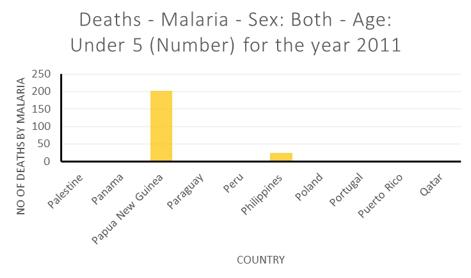 Deaths - Malaria - Sex: Both - Age:
Under 5 (Number) for the year 2011
NO OF DEATHS BY MALARIA
250
200
150
100
50
0
Palestine
Panama
Papua New Guinea
Paraguay
Peru
Philippines
Poland
Portugal
Puerto Rico
Qatar
COUNTRY